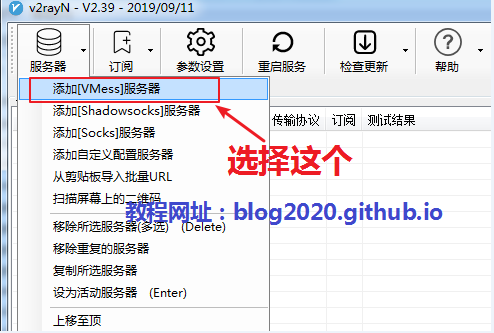 v2rayN - V2.39 - 2019/09/11
服务器 订阅 参数设置 重启服务 检查更新 帮助
添加[VMess]服务器
添加[Shadowsocks]服务器
传输协议 订阅 测试结果
添加[Socks]服务器
添加自定义配置服务器
选择这个
从剪贴板导入批量URL
扫描屏幕上的二维码
教程网址：blog2020.github.io
移除所选服务器(多选) (Delete)
移除重复的服务器
复制所选服务器
设为活动服务器 (Enter)
上移至顶